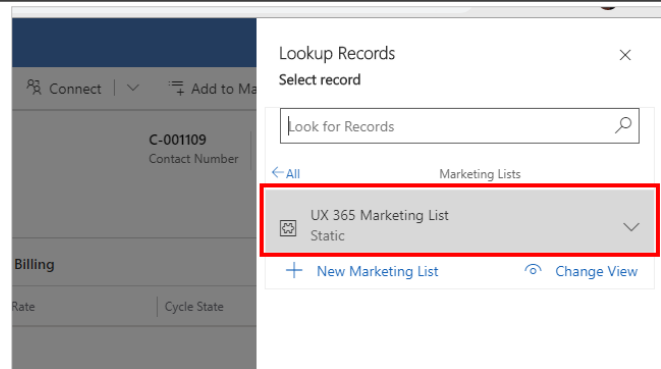 Lookup Records
Select record
Connect
Add to Ma
Look for Records
C-001109
Contact Number
All
Marketing Lists
UX 365 Marketing List
Static
New Marketing List
Change View
Billing
Rate
Cycle State